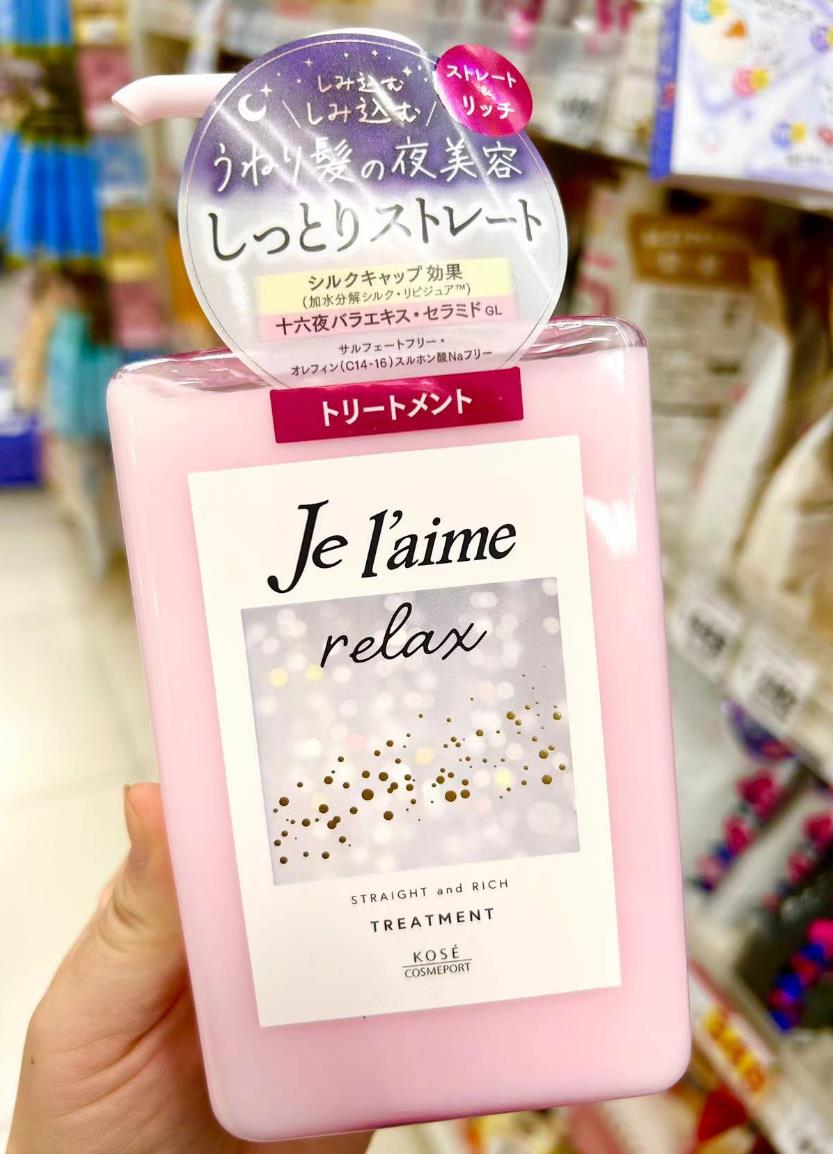 しみ込む
しみ込む
ストレート
&
リッチ
うねり髪の夜美容
しっとりストレート
シルクキャップ効果
(加水分解シルク・リピジュア™)
十六夜バラエキス・セラミドGL
サルフェートフリー・
オレフィン(C14-16)スルホン酸Naフリー
トリートメント
Je l'aime
relax
STRAIGHT and RICH
TREATMENT
KOSÉ
COSMEPORT